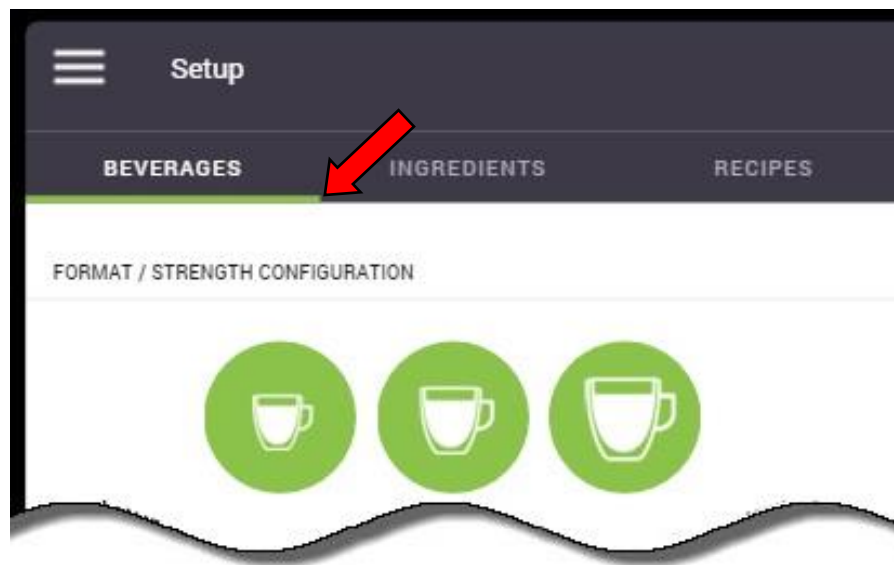 Setup
BEVERAGES INGREDIENTS RECIPES
FORMAT / STRENGTH CONFIGURATION